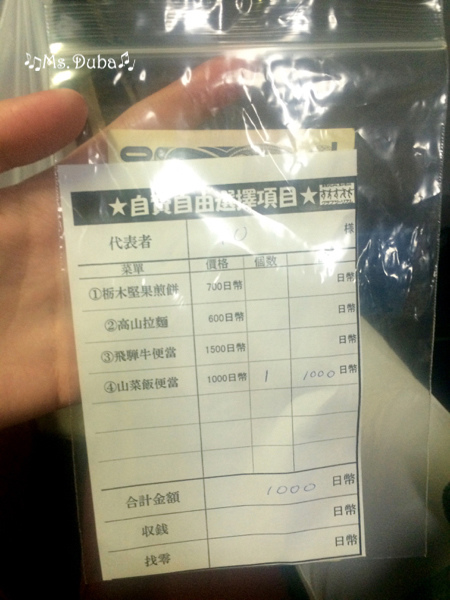 ♫Ms.Duba♫
★自費自由選擇項目★
代表者 様
菜單 價格 個數
①栃木堅果煎餅 700日幣 日幣
②高山拉麵 600日幣 日幣
③飛驒牛便當 1500日幣 日幣
④山菜飯便當 1000日幣 1 1000 日幣
合計金額 1000 日幣
収銭 日幣
找零 日幣